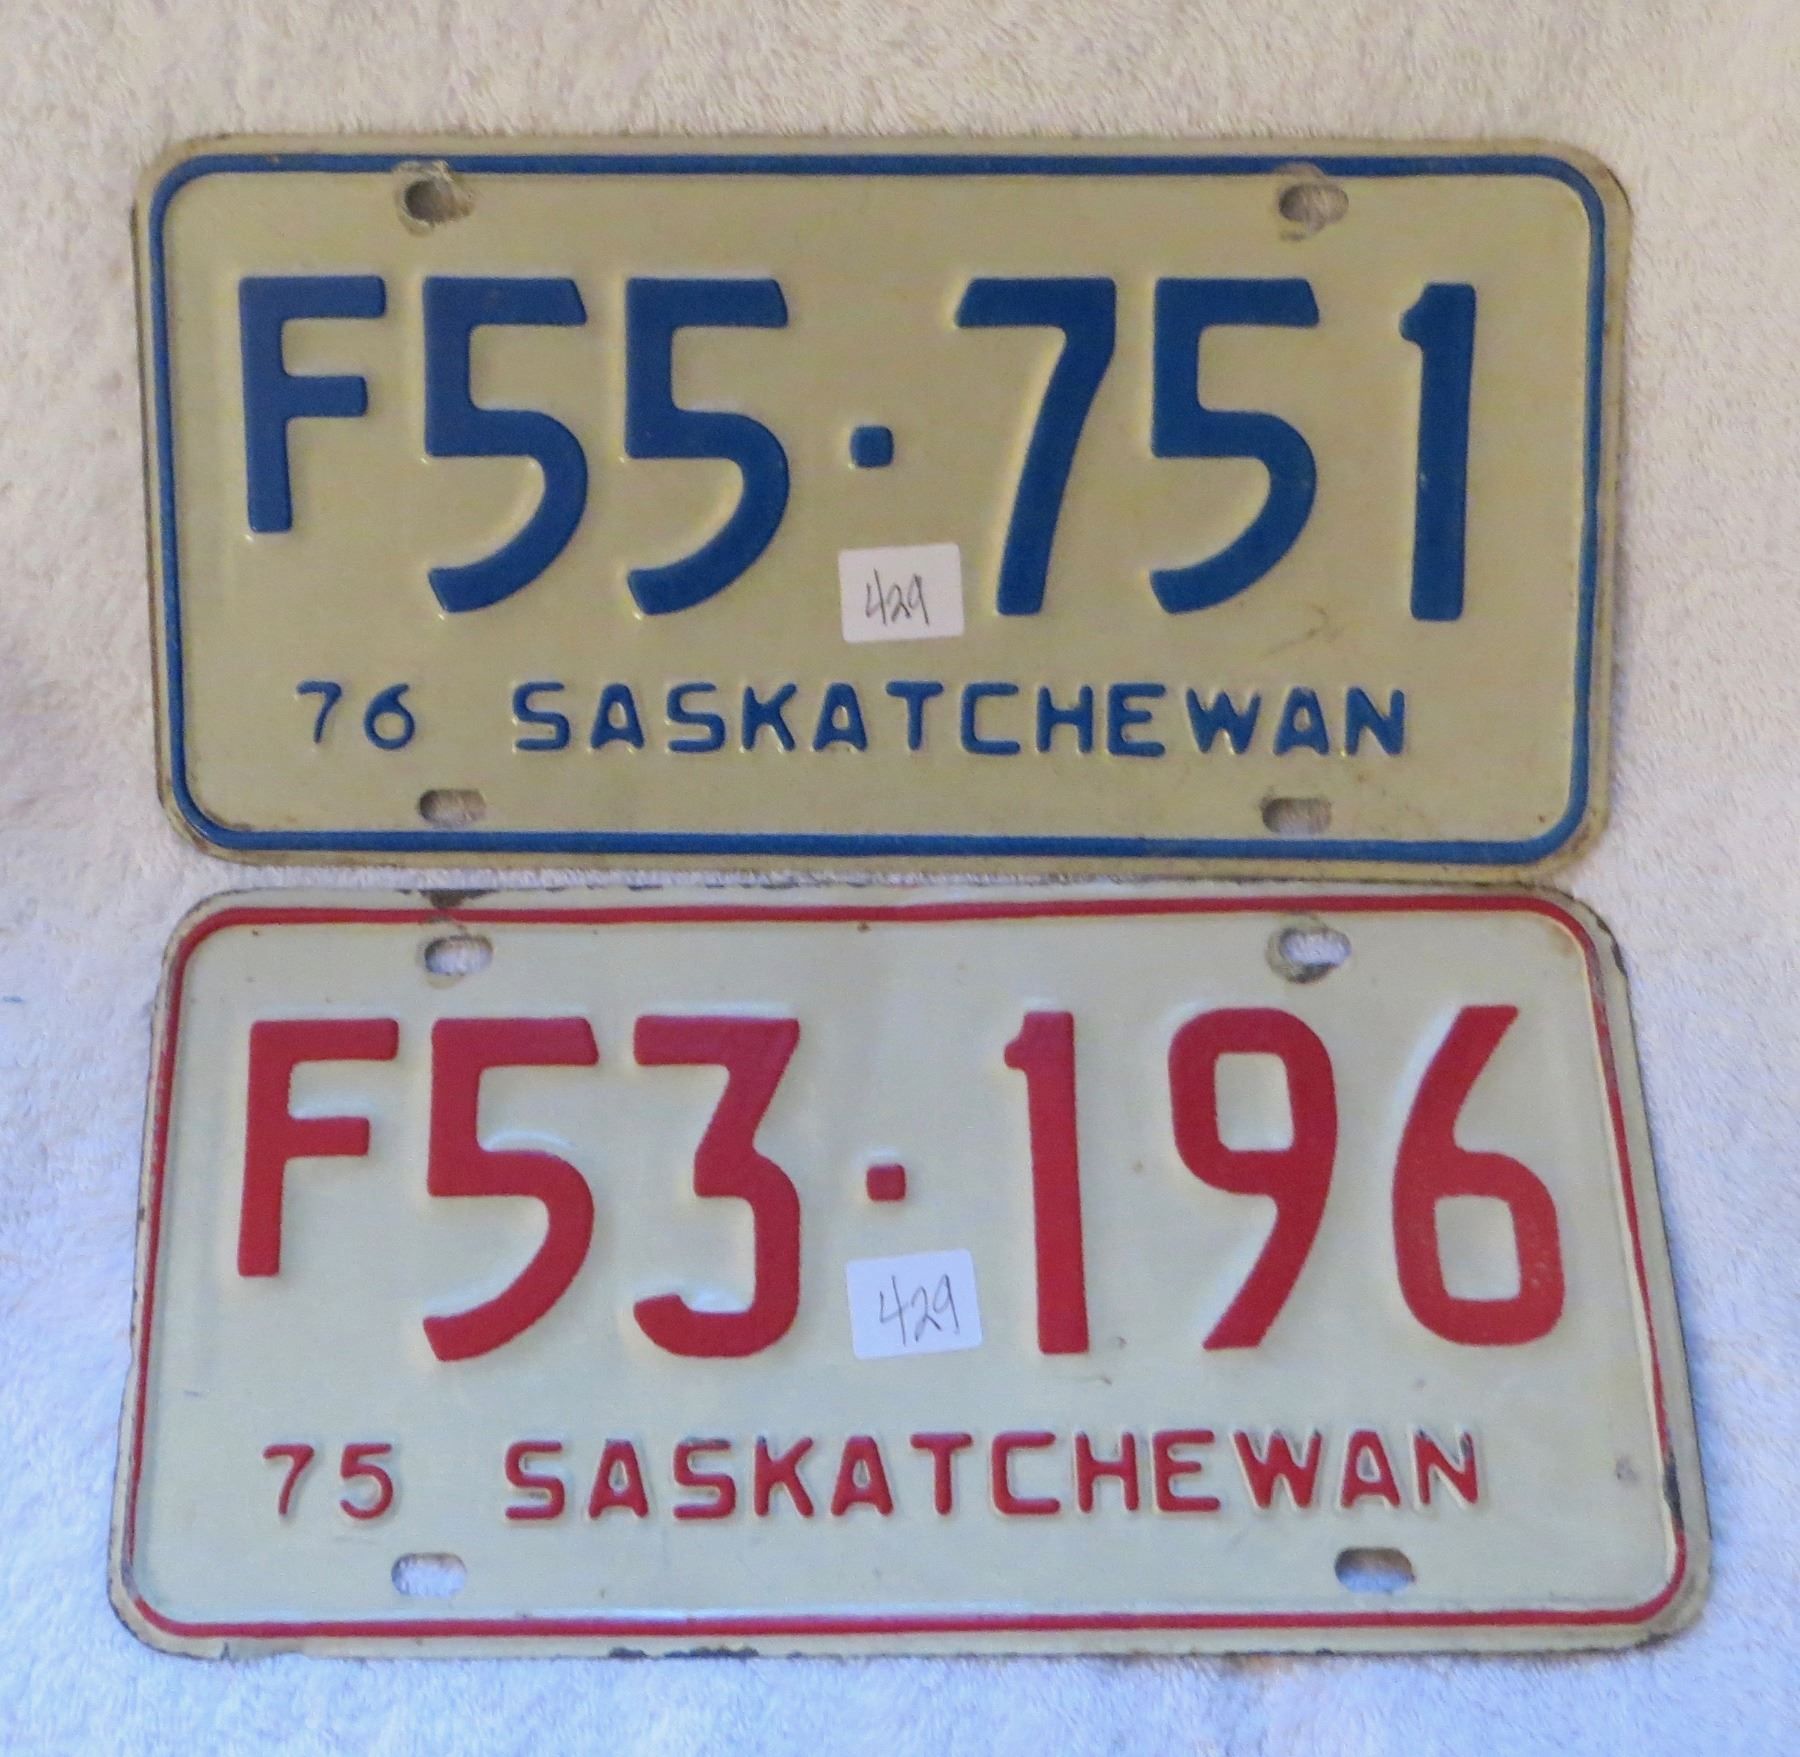 F55·751
429
76 SASKATCHEWAN
F53·196
429
75 SASKATCHEWAN